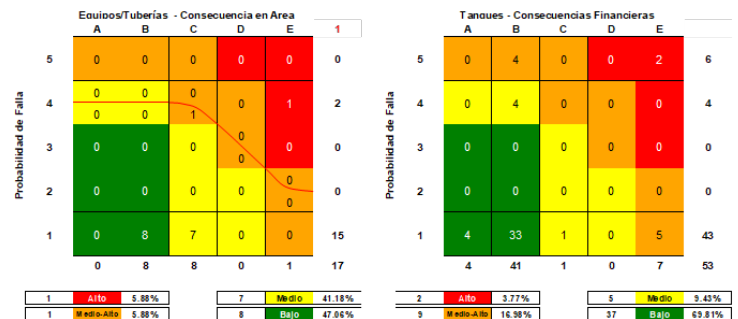 Equipos/Tuberías - Consecuencia en Area
A B C D E 1
5 0 0 0 0 0 0
0 0 0
4 0 1 2
0 0 1
0
3 0 0 0 0 0
0
0
2 0 0 0 0 0
0
1 0 8 7 0 0 15
0 8 8 0 1 17
Probabilidad de Falla
1 Alto 5.88% 7 Medio 41.18%
1 Medio-Alto 5.88% 8 Bajo 47.06%
Tanques - Consecuencias Financieras
A B C D E
5 0 4 0 0 2 6
4 0 4 0 0 0 4
3 0 0 0 0 0 0
2 0 0 0 0 0 0
1 4 33 1 0 5 43
4 41 1 0 7 53
Probabilidad de Falla
2 Alto 3.77% 5 Medio 9.43%
9 Medio-Alto 16.98% 37 Bajo 69.81%